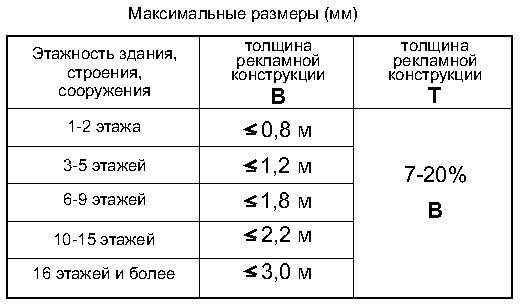 Максимальные размеры (мм)
Этажность здания,
строения,
сооружения
толщина
рекламной
конструкции
В
толщина
рекламной
конструкции
Т
1-2 этажа
≤0,8 м
3-5 этажей
≤1,2 м
6-9 этажей
≤1,8 м
10-15 этажей
≤2,2 м
16 этажей и более
≤3,0 м
7-20%
В